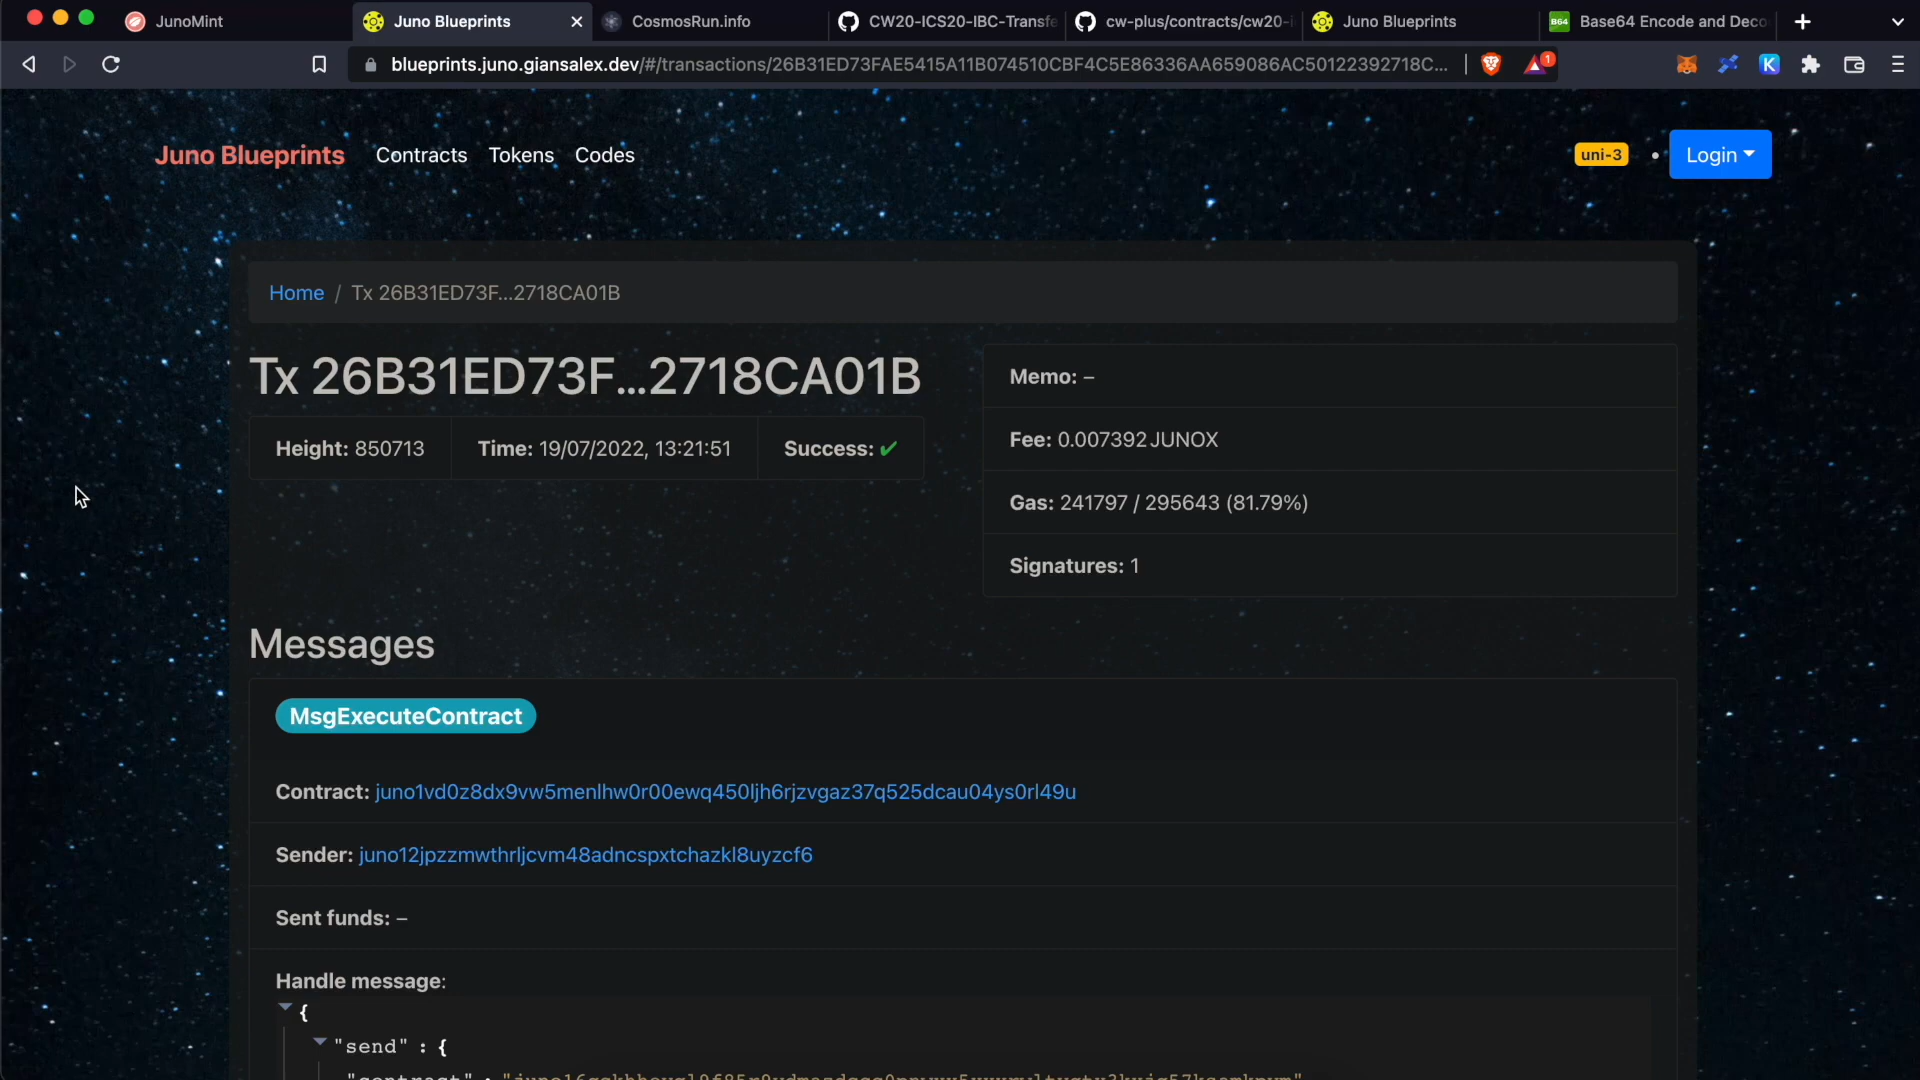 JunoMint
Juno Blueprints
CosmosRun.info
CW20-ICS20-IBC-Transfe
cw-plus/contracts/cw20-i
Juno Blueprints
B64 Base64 Encode and Deco
blueprints.juno.giansalex.dev/#/transactions/26B31ED73FAE5415A11B074510CBF4C5E86336AA659086AC50122392718C...
1
K
Juno Blueprints Contracts Tokens Codes
uni-3 • Login
Home / Tx 26B31ED73F...2718CA01B
Tx 26B31ED73F...2718CA01B
Height: 850713
Time: 19/07/2022, 13:21:51
Success: ✔
Memo: –
Fee: 0.007392 JUNOX
Gas: 241797 / 295643 (81.79%)
Signatures: 1
Messages
MsgExecuteContract
Contract: juno1vd0z8dx9vw5menlhw0r00ewq450ljh6rjzvgaz37q525dcau04ys0rl49u
Sender: juno12jpzzmwthrljcvm48adncspxtchazkl8uyzcf6
Sent funds: –
Handle message:
{
"send" : {
"contract" :